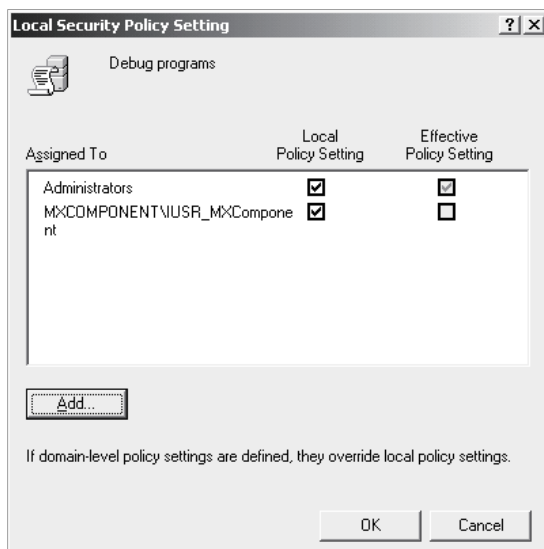 Local Security Policy Setting
Debug programs
Assigned To
Local
Policy Setting
Effective
Policy Setting
Administrators
MXCOMPONENT\IUSR_MXCompone
nt
Add...
If domain-level policy settings are defined, they override local policy settings.
OK
Cancel